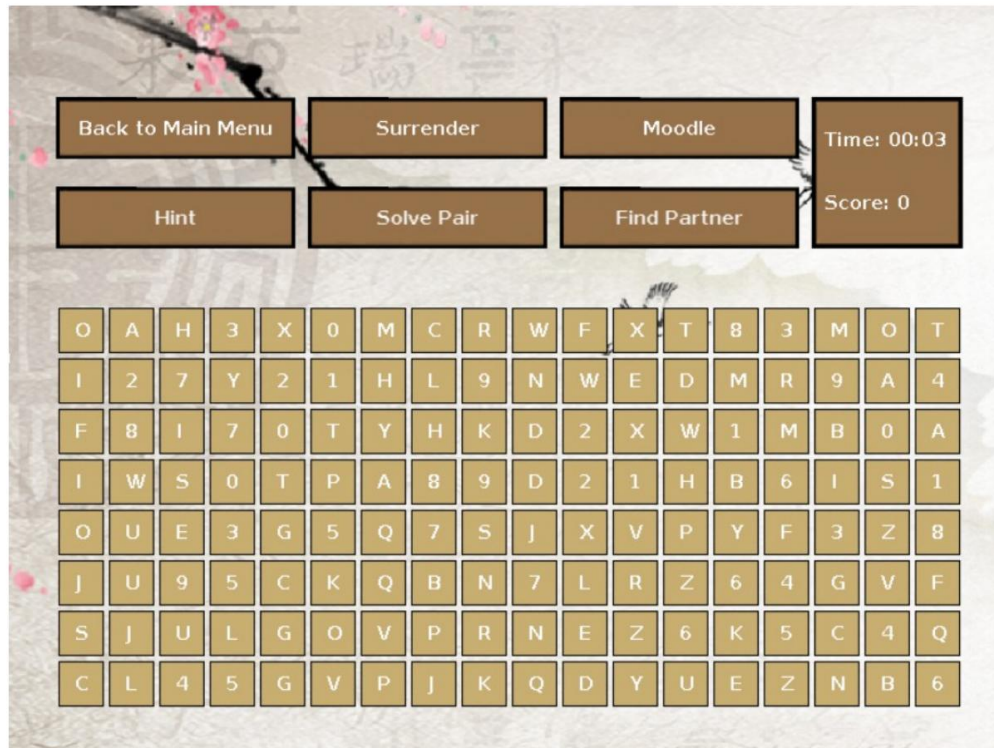 Back to Main Menu Surrender Moodle Time: 00:03
Hint Solve Pair Find Partner Score: 0
O A H 3 X 0 M C R W F X T 8 3 M O T
I 2 7 Y 2 1 H L 9 N W E D M R 9 A 4
F 8 I 7 0 T Y H K D 2 X W 1 M B 0 A
I W S 0 T P A 8 9 D 2 1 H B 6 I S 1
O U E 3 G 5 Q 7 S J X V P Y F 3 Z 8
J U 9 5 C K Q B N 7 L R Z 6 4 G V F
S J U L G O V P R N E Z 6 K 5 C 4 Q
C L 4 5 G V P J K Q D Y U E Z N B 6